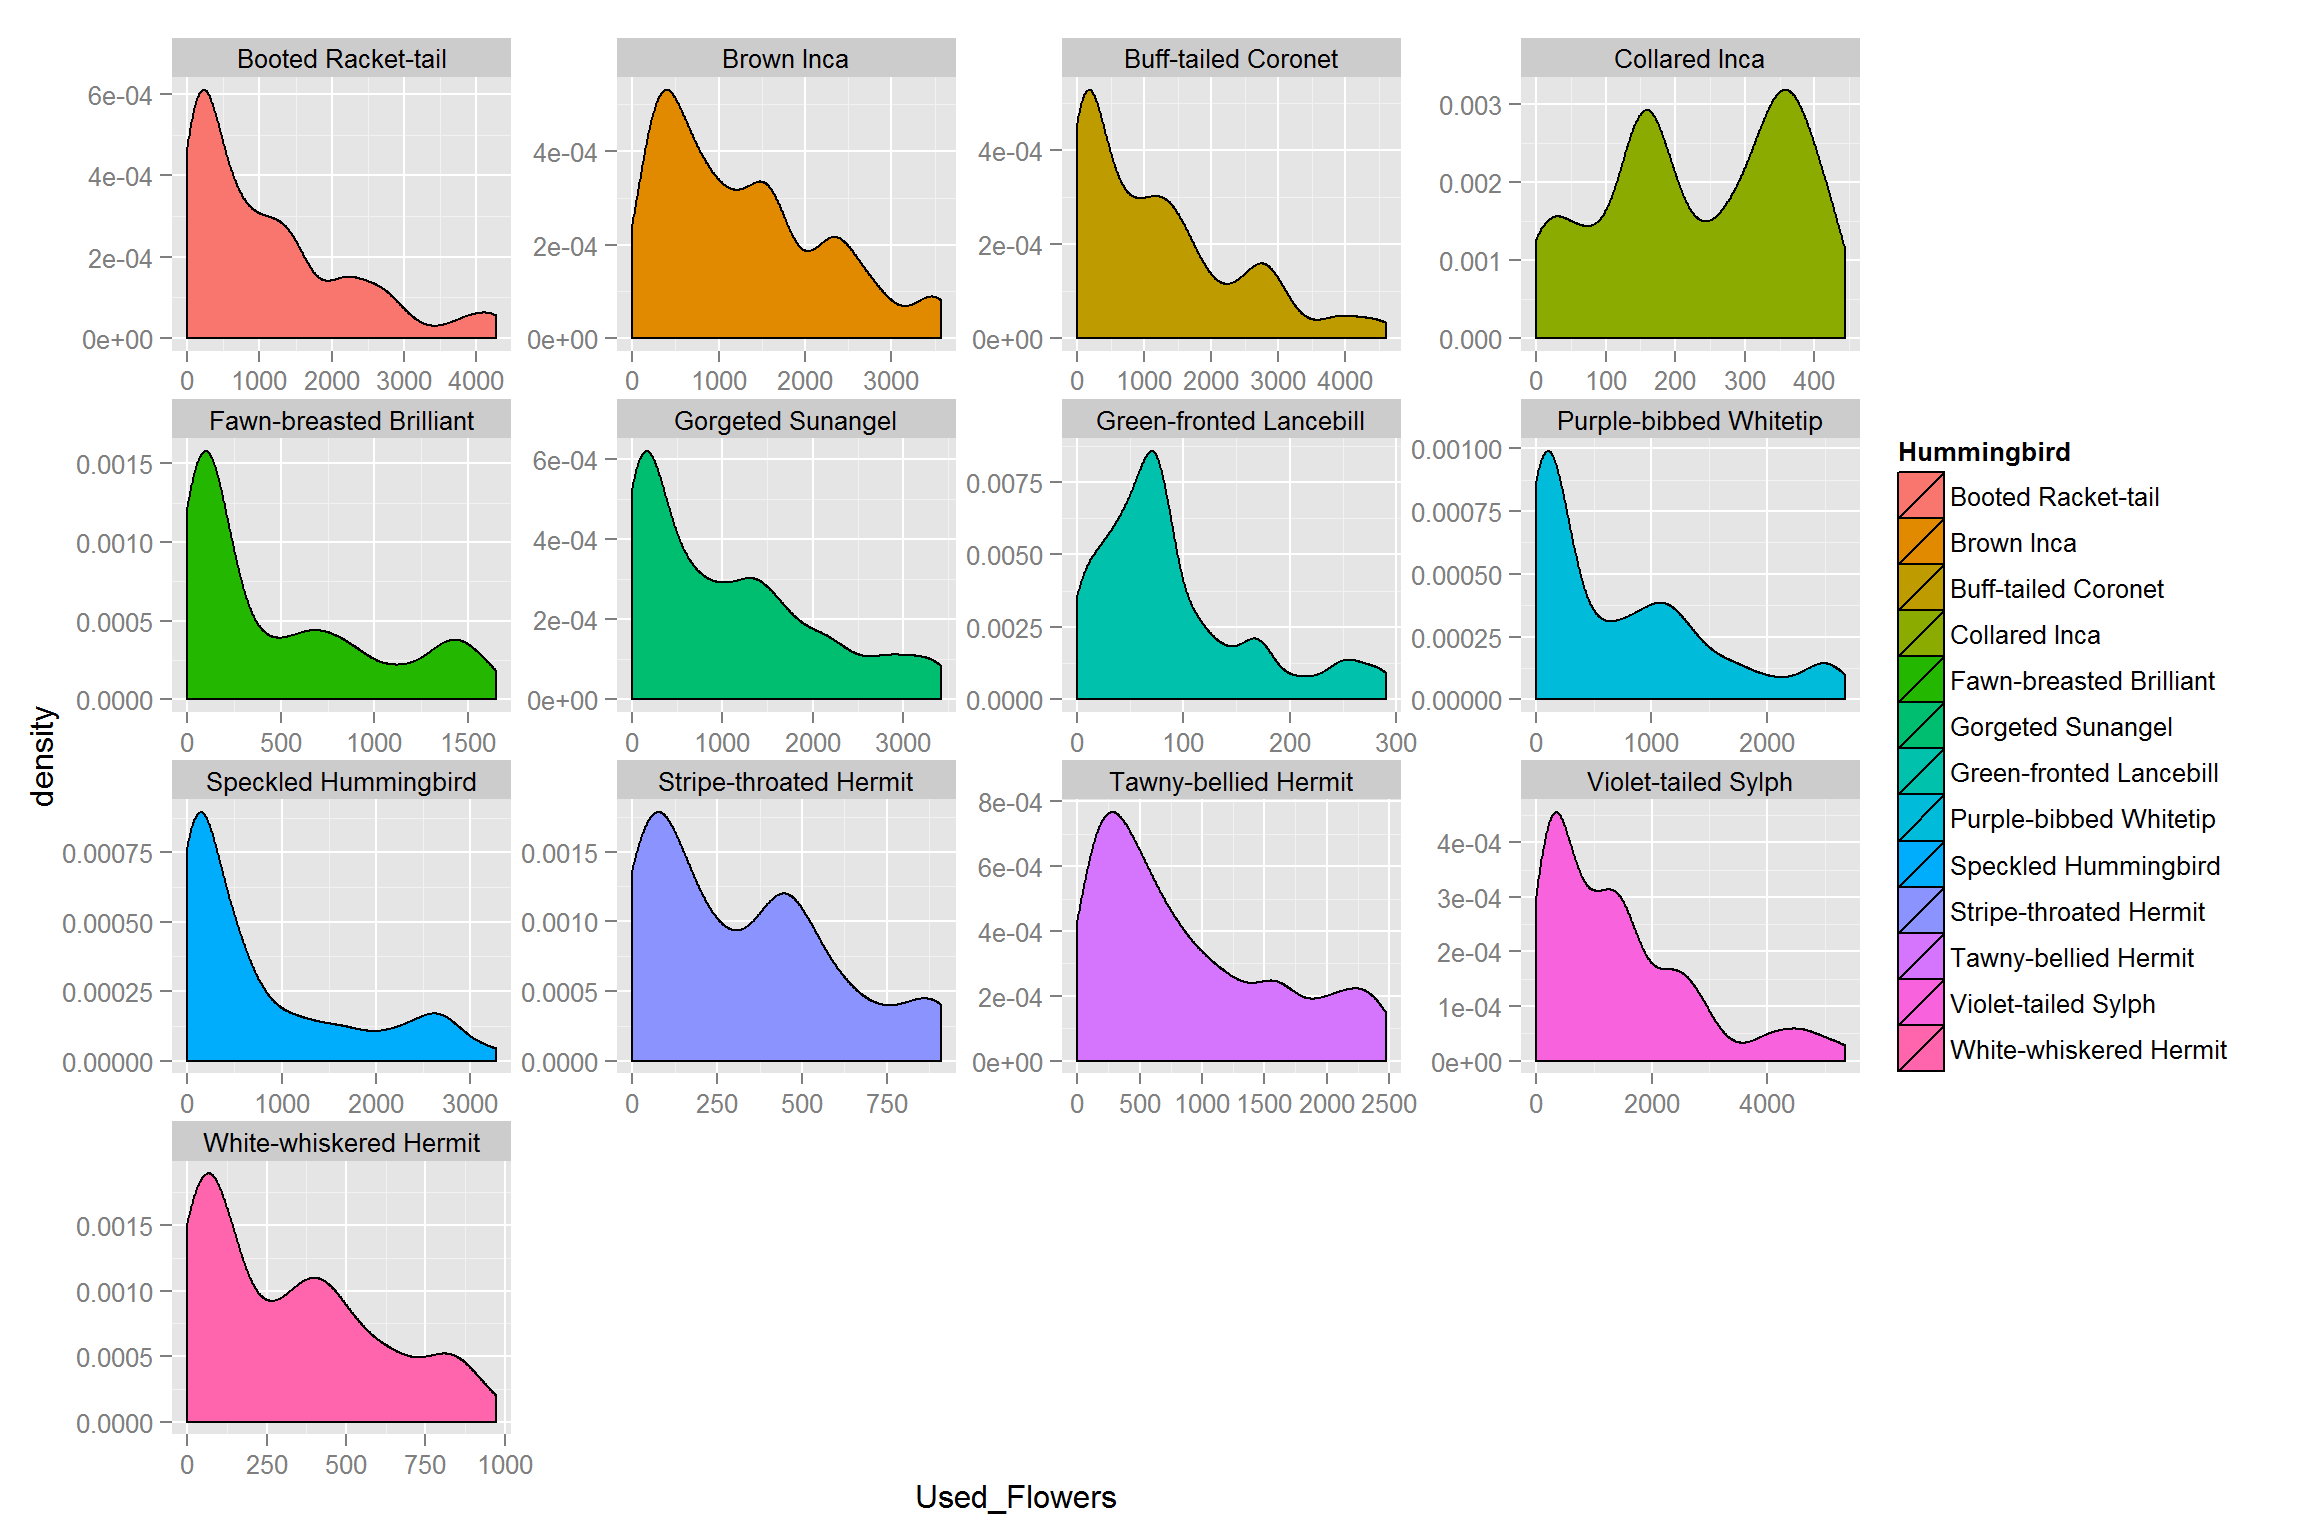 Booted Racket-tail
Brown Inca
Buff-tailed Coronet
Collared Inca
6e-04
4e-04
2e-04
0e+00
0 1000 2000 3000 4000
4e-04
2e-04
0e+00
0 1000 2000 3000
4e-04
2e-04
0e+00
0 1000 2000 3000 4000
0.003
0.002
0.001
0.000
0 100 200 300 400
Fawn-breasted Brilliant
Gorgeted Sunangel
Green-fronted Lancebill
Purple-bibbed Whitetip
0.0015
0.0010
0.0005
0.0000
0 500 1000 1500
6e-04
4e-04
2e-04
0e+00
0 1000 2000 3000
0.0075
0.0050
0.0025
0.0000
0 100 200 300
0.00100
0.00075
0.00050
0.00025
0.00000
0 1000 2000
Speckled Hummingbird
Stripe-throated Hermit
Tawny-bellied Hermit
Violet-tailed Sylph
0.00075
0.00050
0.00025
0.00000
0 1000 2000 3000
0.0015
0.0010
0.0005
0.0000
0 250 500 750
8e-04
6e-04
4e-04
2e-04
0e+00
0 500 1000 1500 2000 2500
4e-04
3e-04
2e-04
1e-04
0e+00
0 2000 4000
White-whiskered Hermit
0.0015
0.0010
0.0005
0.0000
0 250 500 750 1000
density
Used_Flowers
Hummingbird
Booted Racket-tail
Brown Inca
Buff-tailed Coronet
Collared Inca
Fawn-breasted Brilliant
Gorgeted Sunangel
Green-fronted Lancebill
Purple-bibbed Whitetip
Speckled Hummingbird
Stripe-throated Hermit
Tawny-bellied Hermit
Violet-tailed Sylph
White-whiskered Hermit